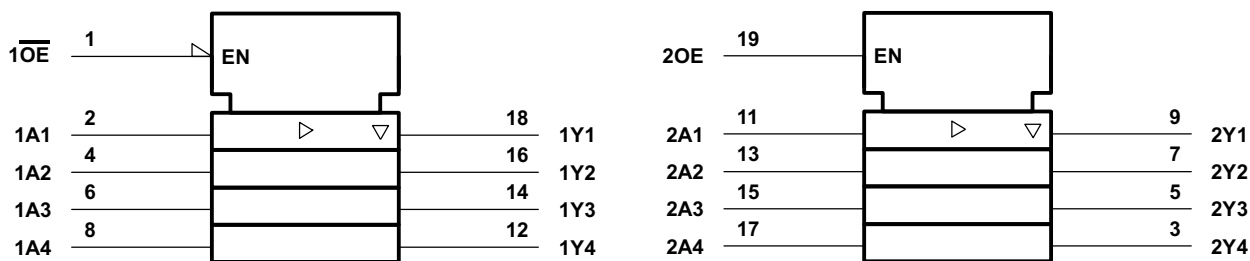 1O̅E̅ 1 EN
1A1 2 18 1Y1
1A2 4 16 1Y2
1A3 6 14 1Y3
1A4 8 12 1Y4
2OE 19 EN
2A1 11 9 2Y1
2A2 13 7 2Y2
2A3 15 5 2Y3
2A4 17 3 2Y4